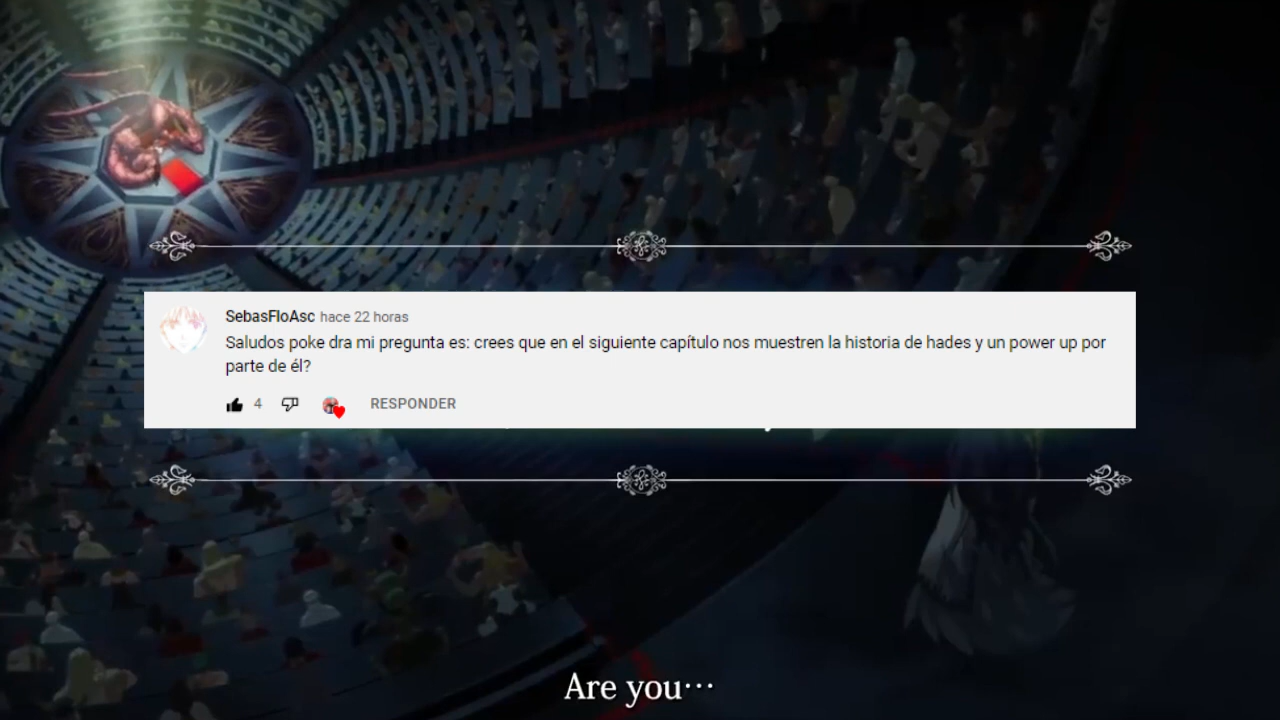 SebasFloAsc hace 22 horas
Saludos poke dra mi pregunta es: crees que en el siguiente capítulo nos muestren la historia de hades y un power up por
parte de él?
4 RESPONDER
Are you…